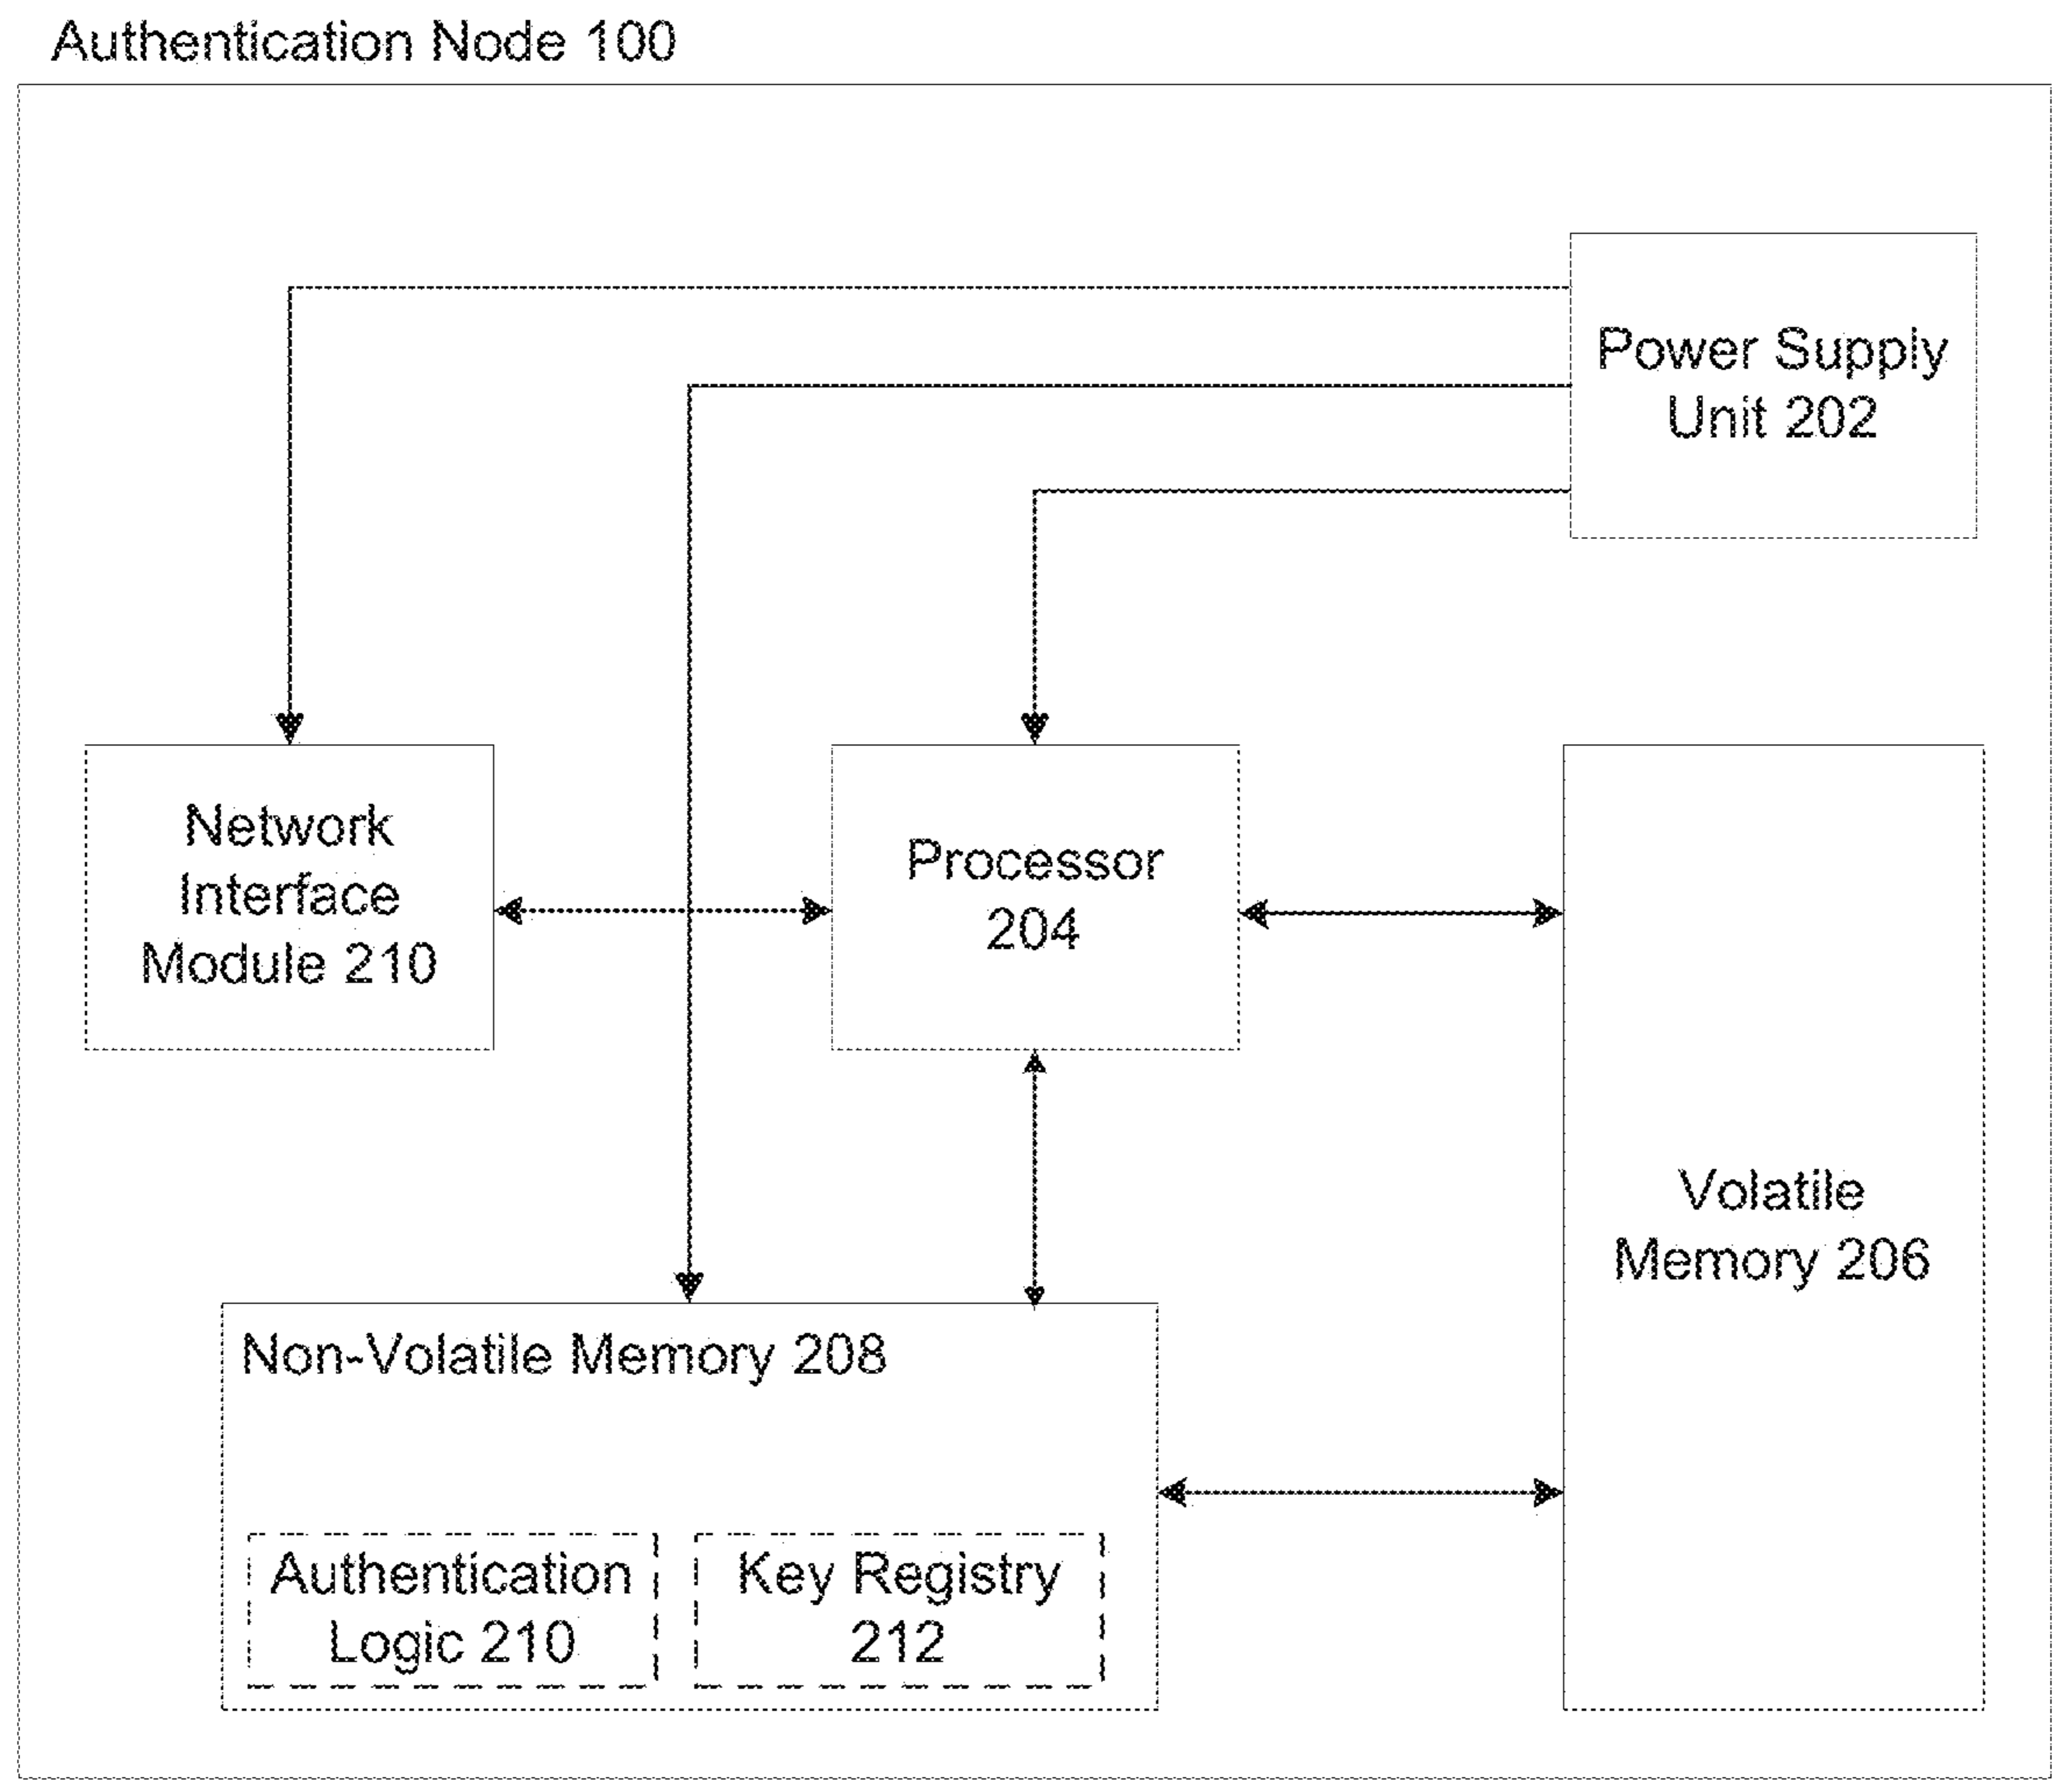 Authentication Node 100
Power Supply
Unit 202
Network
Interface
Module 210
Processor
204
Volatile
Memory 206
Non-Volatile Memory 208
Authentication
Logic 210
Key Registry
212